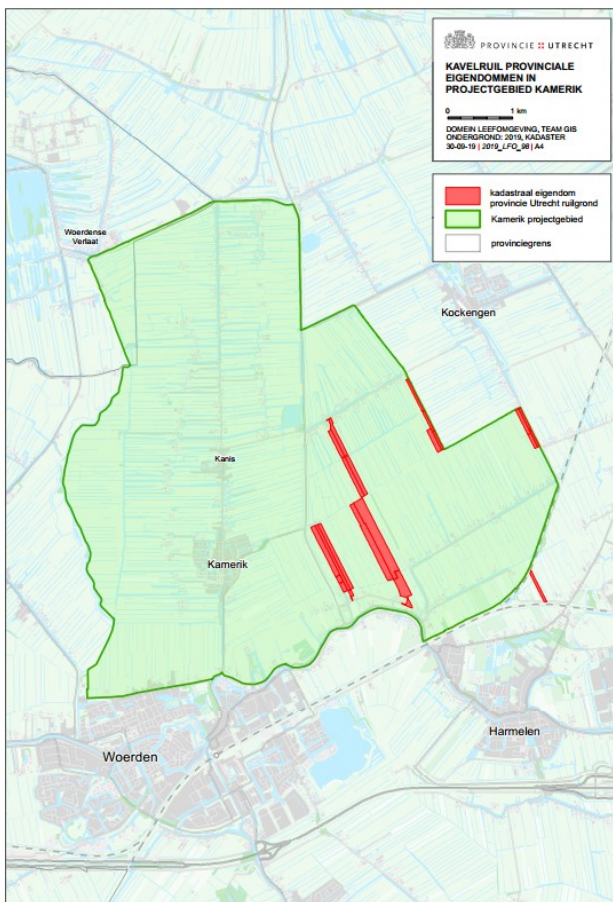 PROVINCIE UTRECHT
KAVELRUIL PROVINCIALE
EIGENDOMMEN IN
PROJECTGEBIED KAMERIK
0 1 km
DOMEIN LEEFOMGEVING, TEAM GIS
ONDERGROND: 2019, KADASTER
30-09-19 | 2019_LFO_98 | A4
kadastraal eigendom
provincie Utrecht ruilgrond
Kamerik projectgebied
provinciegrens
Woerdense
Verlaat
Kockengen
Kanis
Kamerik
Woerden
Harmelen